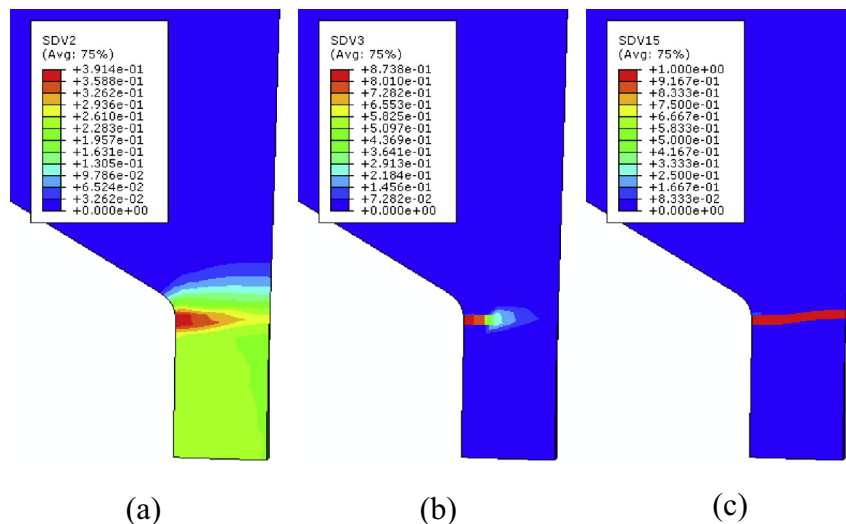 SDV2
(Avg: 75%)
+3.914e-01
+3.588e-01
+3.262e-01
+2.936e-01
+2.610e-01
+2.283e-01
+1.957e-01
+1.631e-01
+1.305e-01
+9.786e-02
+6.524e-02
+3.262e-02
+0.000e+00
SDV3
(Avg: 75%)
+8.738e-01
+8.010e-01
+7.282e-01
+6.553e-01
+5.825e-01
+5.097e-01
+4.369e-01
+3.641e-01
+2.913e-01
+2.184e-01
+1.456e-01
+7.282e-02
+0.000e+00
SDV15
(Avg: 75%)
+1.000e+00
+9.167e-01
+8.333e-01
+7.500e-01
+6.667e-01
+5.833e-01
+5.000e-01
+4.167e-01
+3.333e-01
+2.500e-01
+1.667e-01
+8.333e-02
+0.000e+00
(a)
(b)
(c)